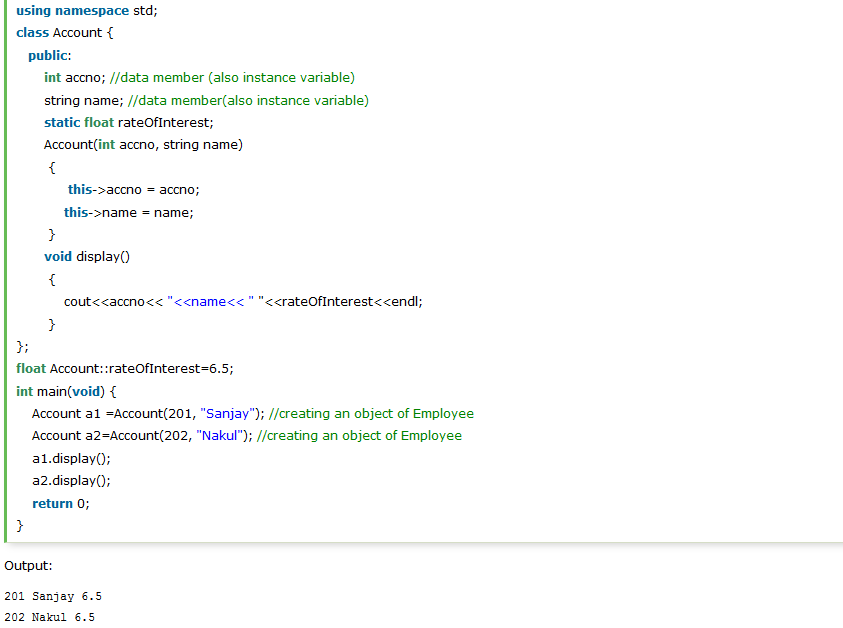 using namespace std;
class Account {
public:
int accno; //data member (also instance variable)
string name; //data member(also instance variable)
static float rateOfInterest;
Account(int accno, string name)
{
this->accno = accno;
this->name = name;
}
void display()
{
cout<<accno<< "<<name<< " "<<rateOfInterest<<endl;
}
};
float Account::rateOfInterest=6.5;
int main(void) {
Account a1 =Account(201, "Sanjay"); //creating an object of Employee
Account a2=Account(202, "Nakul"); //creating an object of Employee
a1.display();
a2.display();
return 0;
}
Output:
201 Sanjay 6.5
202 Nakul 6.5